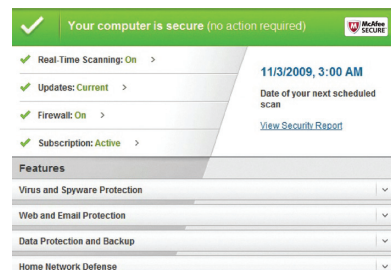 Your computer is secure (no action required)
McAfee
SECURE
Real-Time Scanning: On >
Updates: Current >
Firewall: On >
Subscription: Active >
11/3/2009, 3:00 AM
Date of your next scheduled
scan
View Security Report
Features
Virus and Spyware Protection
Web and Email Protection
Data Protection and Backup
Home Network Defense